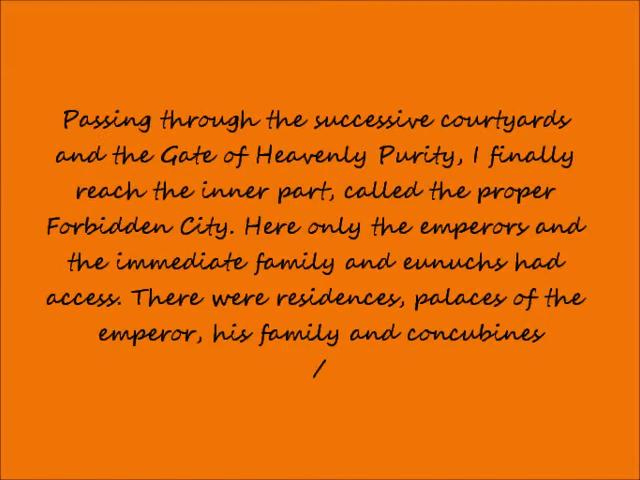 Passing through the successive courtyards
and the Gate of Heavenly Purity, I finally
reach the inner part, called the proper
Forbidden City. Here only the emperors and
the immediate family and eunuchs had
access. There were residences, palaces of the
emperor, his family and concubines
/